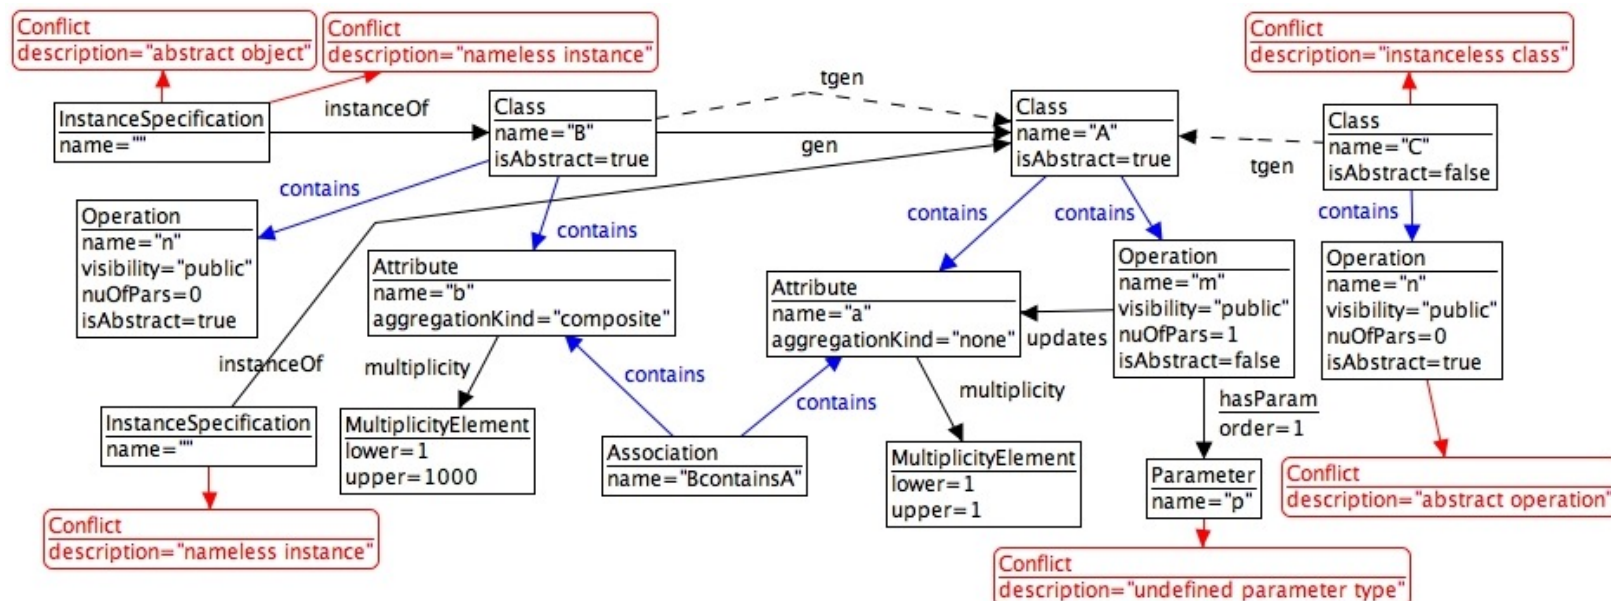 Conflict
description="abstract object"
Conflict
description="nameless instance"
Conflict
description="instanceless class"
tgen
InstanceSpecification
name=""
instanceOf
Class
name="B"
isAbstract=true
gen
Class
name="A"
isAbstract=true
tgen
Class
name="C"
isAbstract=false
contains
contains
contains
contains
contains
Operation
name="n"
visibility="public"
nuOfPars=0
isAbstract=true
Attribute
name="b"
aggregationKind="composite"
Attribute
name="a"
aggregationKind="none"
updates
Operation
name="m"
visibility="public"
nuOfPars=1
isAbstract=false
Operation
name="n"
visibility="public"
nuOfPars=0
isAbstract=true
instanceOf
multiplicity
contains
contains
multiplicity
hasParam
order=1
InstanceSpecification
name=""
MultiplicityElement
lower=1
upper=1000
Association
name="BcontainsA"
MultiplicityElement
lower=1
upper=1
Parameter
name="p"
Conflict
description="abstract operation"
Conflict
description="nameless instance"
Conflict
description="undefined parameter type"